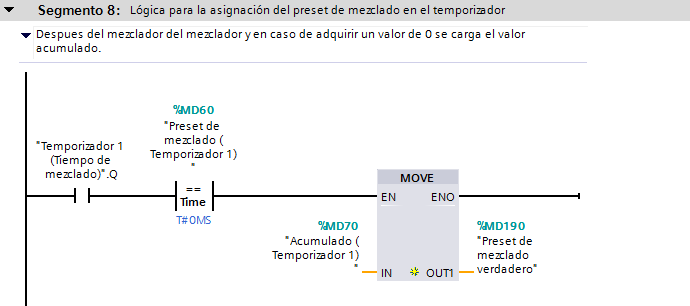 Segmento 8: Lógica para la asignación del preset de mezclado en el temporizador
Despues del mezclador del mezclador y en caso de adquirir un valor de 0 se carga el valor
acumulado.
%MD60
"Preset de
mezclado (
Temporizador 1)
"
"Temporizador 1
(Tiempo de
mezclado)".Q
==
Time
T#0MS
MOVE
EN
ENO
%MD70
"Acumulado (
Temporizador 1)
"
IN
OUT1
%MD190
"Preset de
mezclado
verdadero"